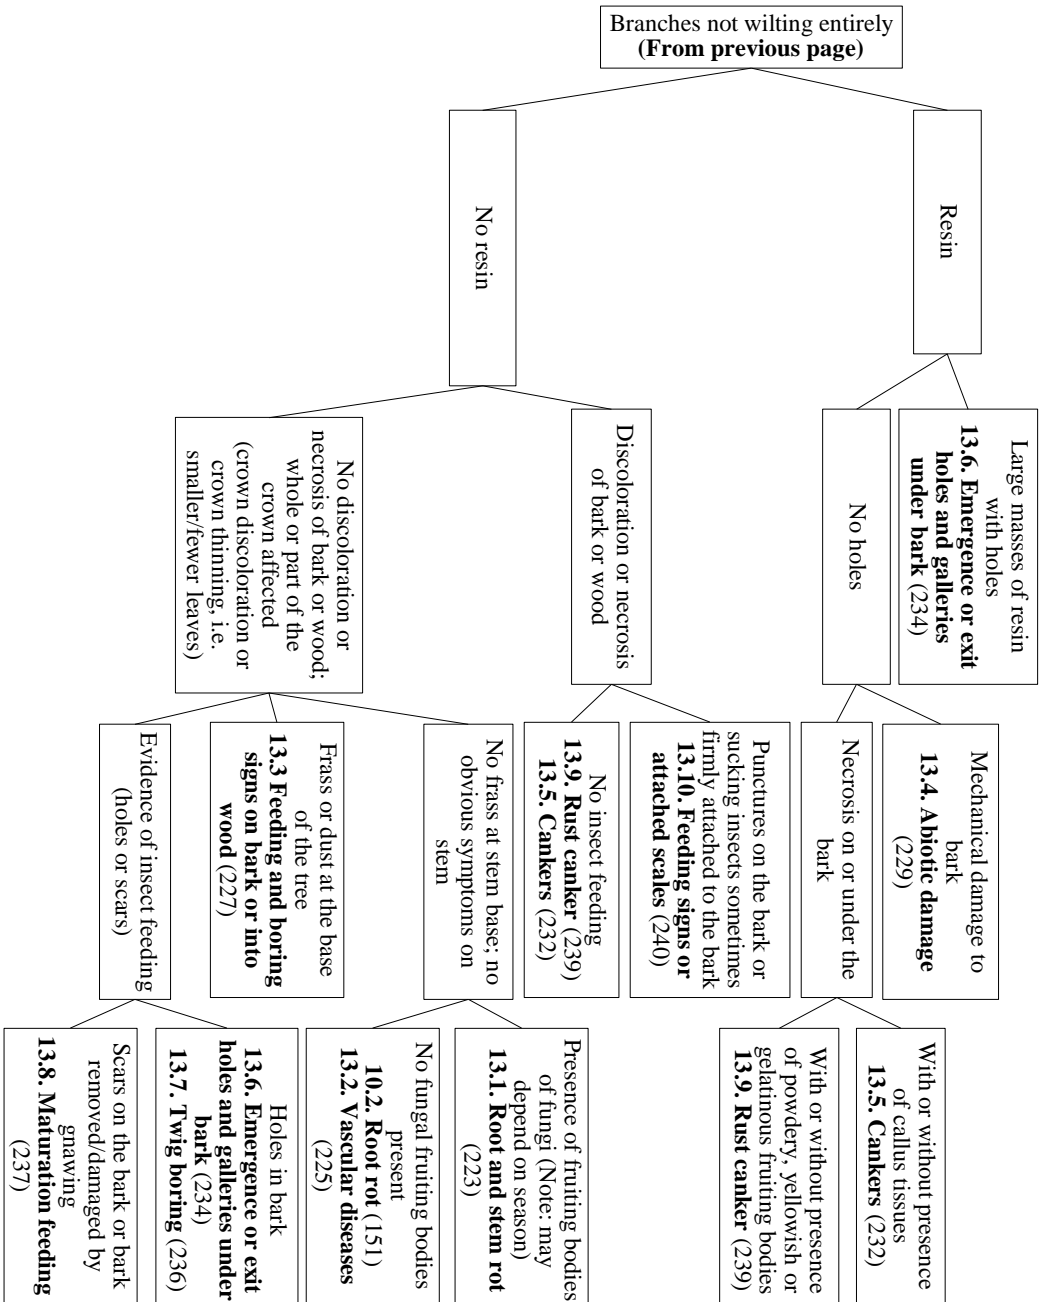 Branches not wilting entirely
(From previous page)
Resin
No resin
Large masses of resin
with holes
13.6. Emergence or exit
holes and galleries
under bark (234)
No holes
Discoloration or necrosis
of bark or wood
No discoloration or
necrosis of bark or wood;
whole or part of the
crown affected
(crown discoloration or
crown thinning, i.e.
smaller/fewer leaves)
Mechanical damage to
bark
13.4. Abiotic damage
(229)
Necrosis on or under the
bark
Punctures on the bark or
sucking insects sometimes
firmly attached to the bark
13.10. Feeding signs or
attached scales (240)
No insect feeding
13.9. Rust canker (239)
13.5. Cankers (232)
No frass at stem base; no
obvious symptoms on
stem
Frass or dust at the base
of the tree
13.3 Feeding and boring
signs on bark or into
wood (227)
Evidence of insect feeding
(holes or scars)
With or without presence
of callus tissues
13.5. Cankers (232)
With or without presence
of powdery, yellowish or
gelatinous fruiting bodies
13.9. Rust canker (239)
Presence of fruiting bodies
of fungi (Note: may
depend on season)
13.1. Root and stem rot
(223)
No fungal fruiting bodies
present
10.2. Root rot (151)
13.2. Vascular diseases
(225)
Holes in bark
13.6. Emergence or exit
holes and galleries under
bark (234)
13.7. Twig boring (236)
Scars on the bark or bark
removed/damaged by
gnawing
13.8. Maturation feeding
(237)